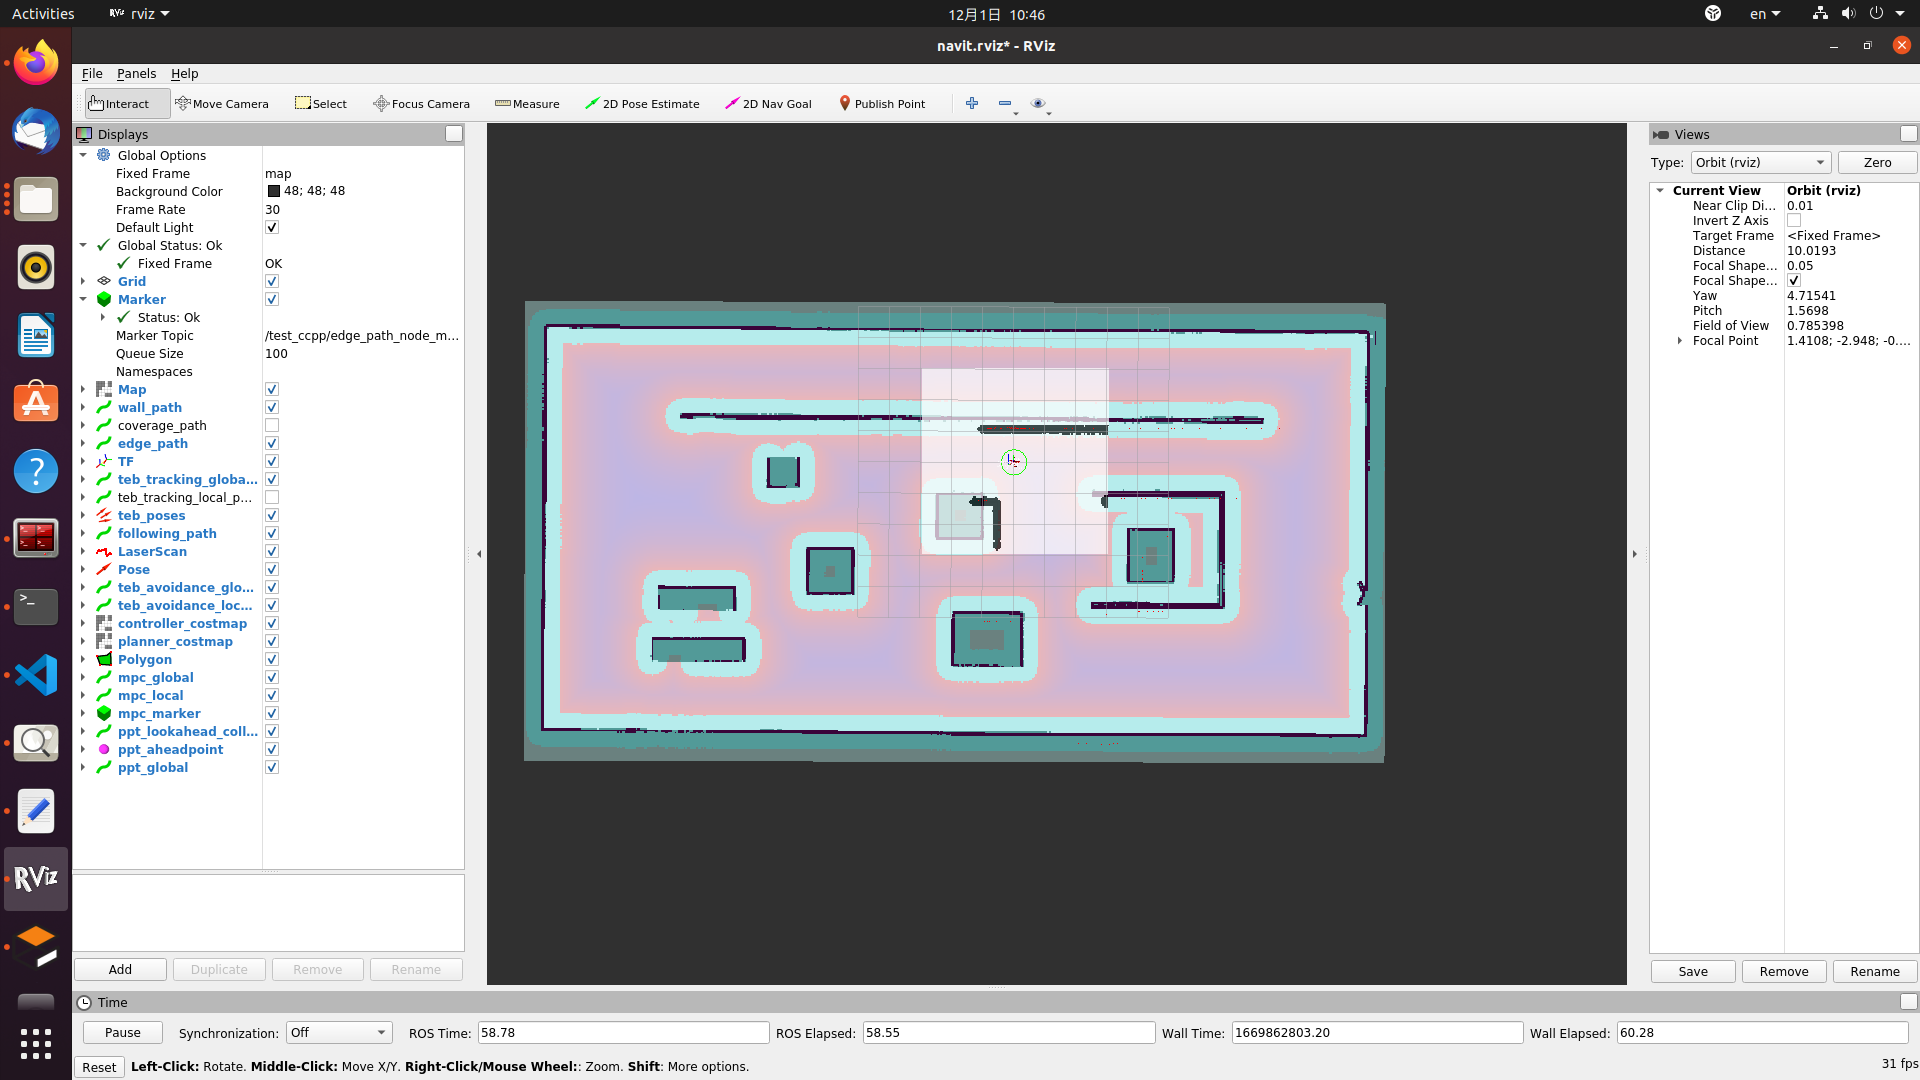 Activities
RViz rviz
12月1日 10:46
en
navit.rviz* - RViz
File Panels Help
Interact Move Camera Select Focus Camera Measure 2D Pose Estimate 2D Nav Goal Publish Point
Displays
Global Options
Fixed Frame map
Background Color 48; 48; 48
Frame Rate 30
Default Light
Global Status: Ok
Fixed Frame OK
Grid
Marker
Status: Ok
Marker Topic /test_ccpp/edge_path_node_m...
Queue Size 100
Namespaces
Map
wall_path
coverage_path
edge_path
TF
teb_tracking_globa...
teb_tracking_local_p...
teb_poses
following_path
LaserScan
Pose
teb_avoidance_glo...
teb_avoidance_loc...
controller_costmap
planner_costmap
Polygon
mpc_global
mpc_local
mpc_marker
ppt_lookahead_coll...
ppt_aheadpoint
ppt_global
Add Duplicate Remove Rename
Views
Type: Orbit (rviz) Zero
Current View Orbit (rviz)
Near Clip Di... 0.01
Invert Z Axis
Target Frame <Fixed Frame>
Distance 10.0193
Focal Shape... 0.05
Focal Shape...
Yaw 4.71541
Pitch 1.5698
Field of View 0.785398
Focal Point 1.4108; -2.948; -0....
Save Remove Rename
RViz
Time
Pause Synchronization: Off ROS Time: 58.78 ROS Elapsed: 58.55 Wall Time: 1669862803.20 Wall Elapsed: 60.28
Reset Left-Click: Rotate. Middle-Click: Move X/Y. Right-Click/Mouse Wheel:: Zoom. Shift: More options. 31 fps